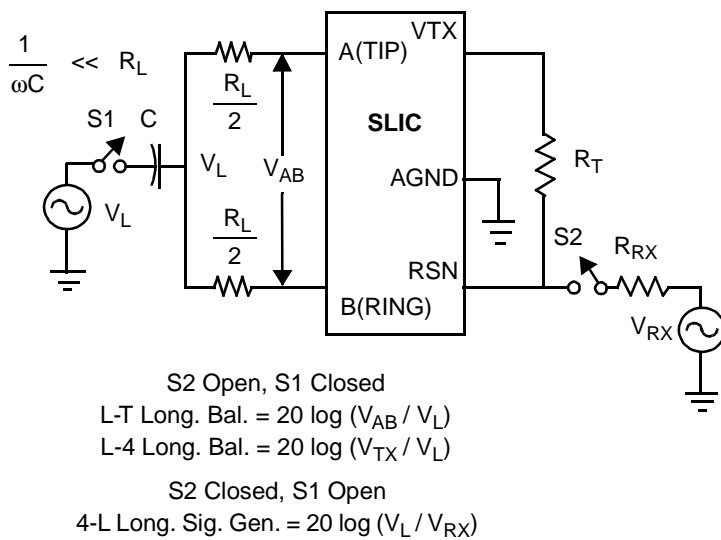 1
ωC
<< R_L
S1
C
V_L
V_L
R_L
2
R_L
2
V_AB
A(TIP)
VTX
SLIC
AGND
RSN
B(RING)
R_T
S2
R_RX
V_RX
S2 Open, S1 Closed
L-T Long. Bal. = 20 log (V_AB / V_L)
L-4 Long. Bal. = 20 log (V_TX / V_L)
S2 Closed, S1 Open
4-L Long. Sig. Gen. = 20 log (V_L / V_RX)